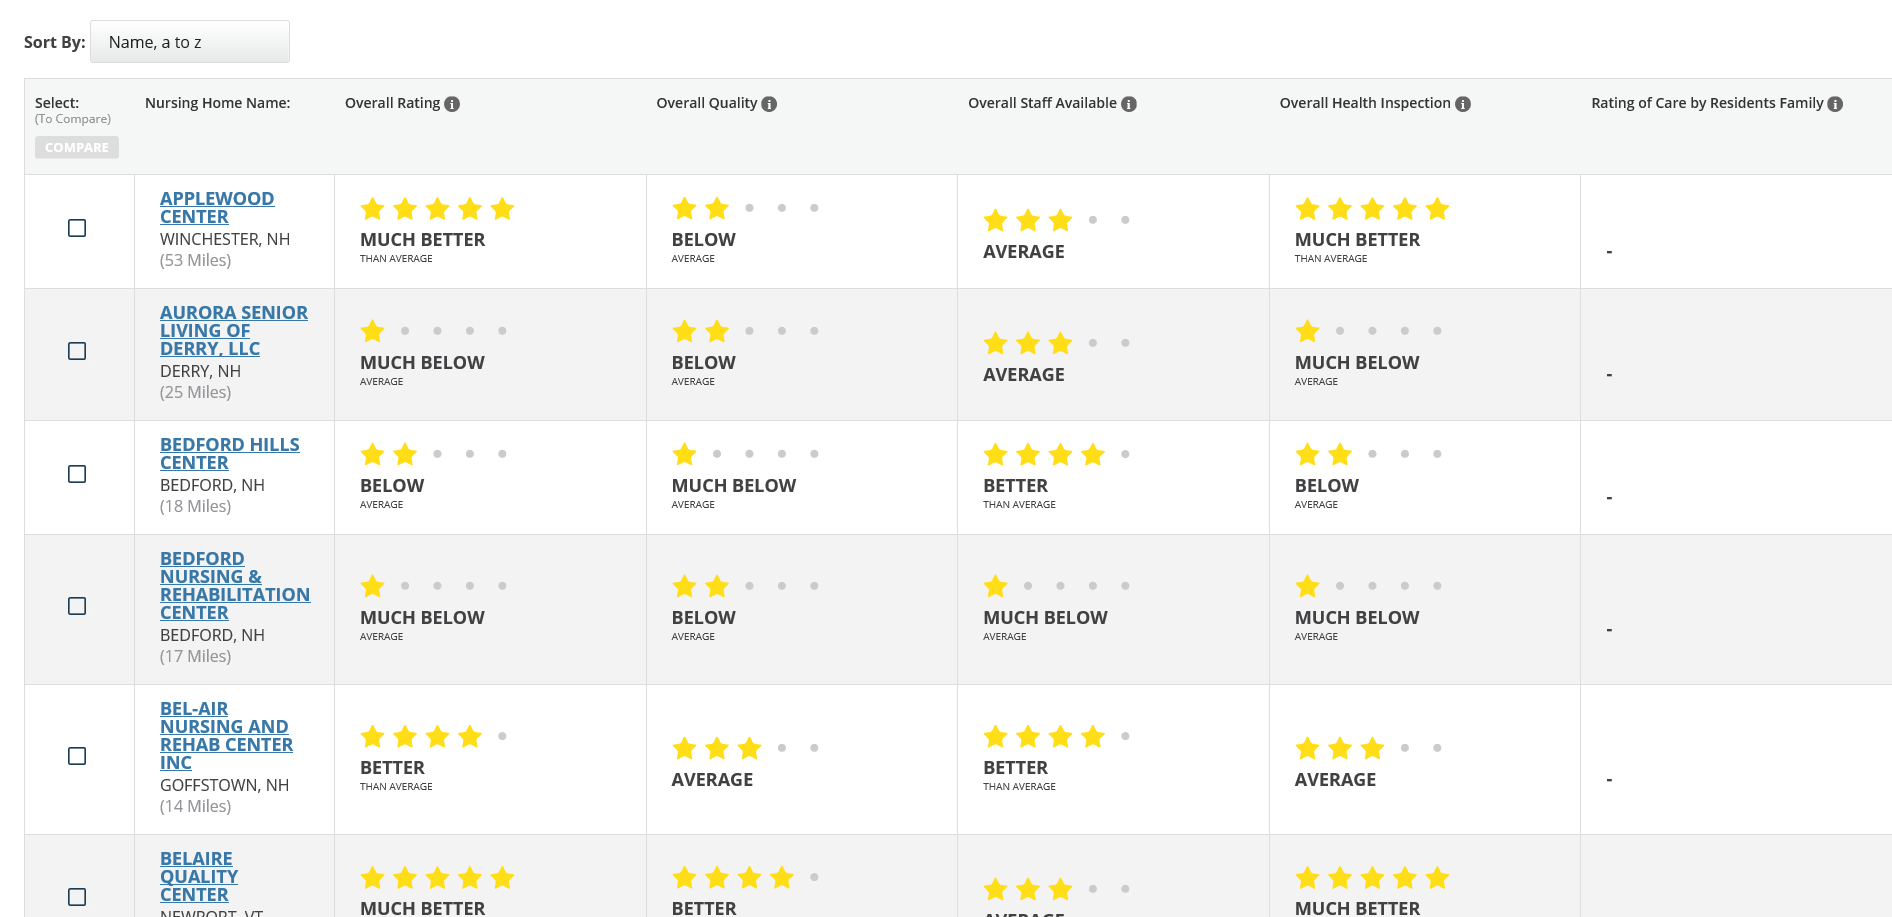 Sort By: Name, a to z
Select: Nursing Home Name: Overall Rating Overall Quality Overall Staff Available Overall Health Inspection Rating of Care by Residents Family
(To Compare)
COMPARE
APPLEWOOD
CENTER
WINCHESTER, NH
(53 Miles)
MUCH BETTER
THAN AVERAGE
BELOW
AVERAGE
AVERAGE
MUCH BETTER
THAN AVERAGE
-
AURORA SENIOR
LIVING OF
DERRY, LLC
DERRY, NH
(25 Miles)
MUCH BELOW
AVERAGE
BELOW
AVERAGE
AVERAGE
MUCH BELOW
AVERAGE
-
BEDFORD HILLS
CENTER
BEDFORD, NH
(18 Miles)
BELOW
AVERAGE
MUCH BELOW
AVERAGE
BETTER
THAN AVERAGE
BELOW
AVERAGE
-
BEDFORD
NURSING &
REHABILITATION
CENTER
BEDFORD, NH
(17 Miles)
MUCH BELOW
AVERAGE
BELOW
AVERAGE
MUCH BELOW
AVERAGE
MUCH BELOW
AVERAGE
-
BEL-AIR
NURSING AND
REHAB CENTER
INC
GOFFSTOWN, NH
(14 Miles)
BETTER
THAN AVERAGE
AVERAGE
BETTER
THAN AVERAGE
AVERAGE
-
BELAIRE
QUALITY
CENTER
NEWPORT, VT
MUCH BETTER
BETTER
AVERAGE
MUCH BETTER